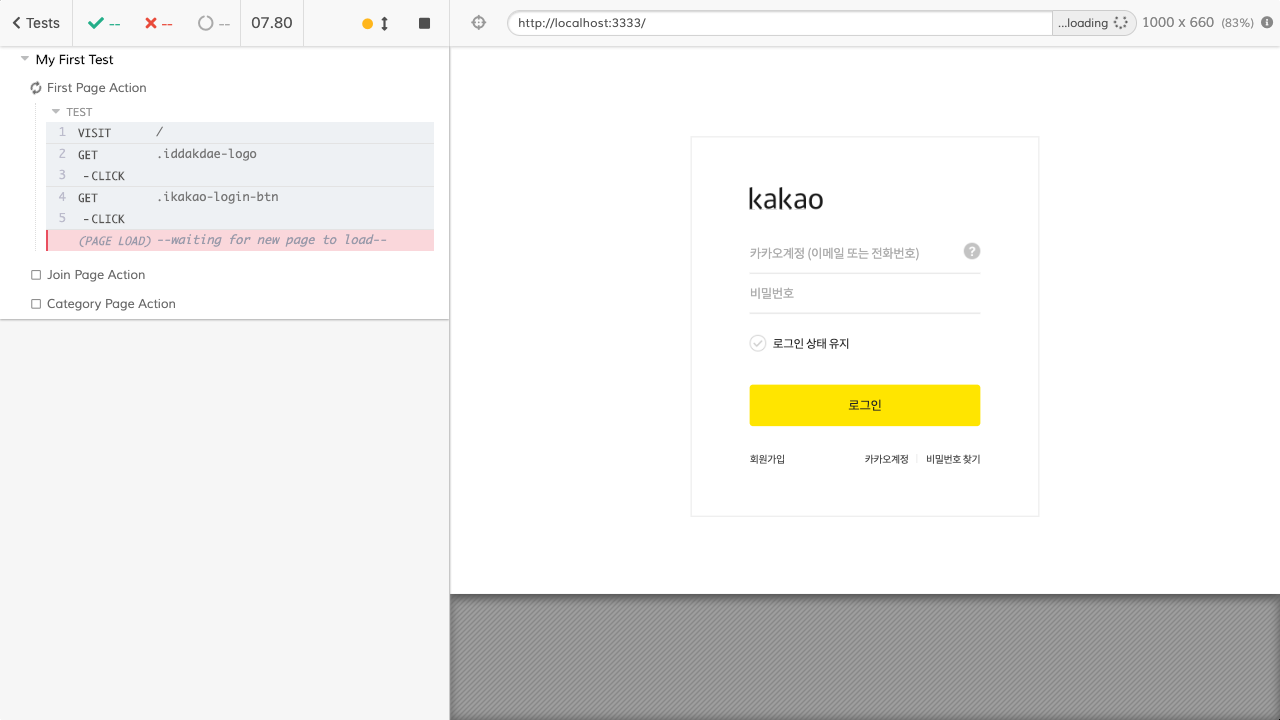 Tests -- -- -- 07.80
http://localhost:3333/ ...loading 1000 x 660 (83%)
My First Test
First Page Action
TEST
1 VISIT /
2 GET .iddakdae-logo
3 -CLICK
4 GET .ikakao-login-btn
5 -CLICK
(PAGE LOAD) --waiting for new page to load--
Join Page Action
Category Page Action
kakao
카카오계정 (이메일 또는 전화번호) ?
비밀번호
로그인 상태 유지
로그인
회원가입 카카오계정 비밀번호 찾기